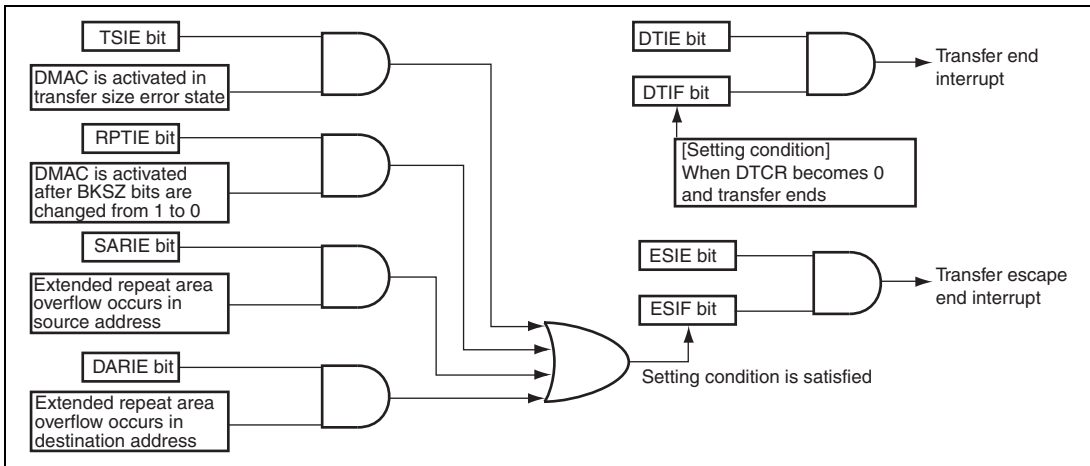 TSIE bit
DMAC is activated in
transfer size error state
RPTIE bit
DMAC is activated
after BKSZ bits are
changed from 1 to 0
SARIE bit
Extended repeat area
overflow occurs in
source address
DARIE bit
Extended repeat area
overflow occurs in
destination address
DTIE bit
DTIF bit
Transfer end
interrupt
[Setting condition]
When DTCR becomes 0
and transfer ends
ESIE bit
ESIF bit
Transfer escape
end interrupt
Setting condition is satisfied